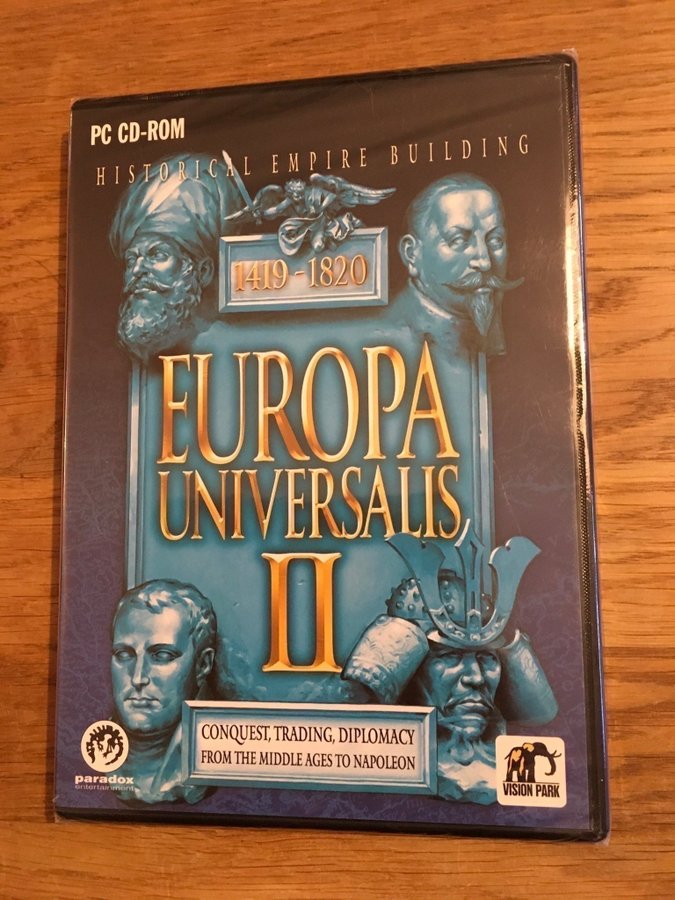 PC CD-ROM
HISTORICAL EMPIRE BUILDING
1419-1820
EUROPA
UNIVERSALIS
II
CONQUEST, TRADING, DIPLOMACY
FROM THE MIDDLE AGES TO NAPOLEON
paradox
entertainment
VISION PARK